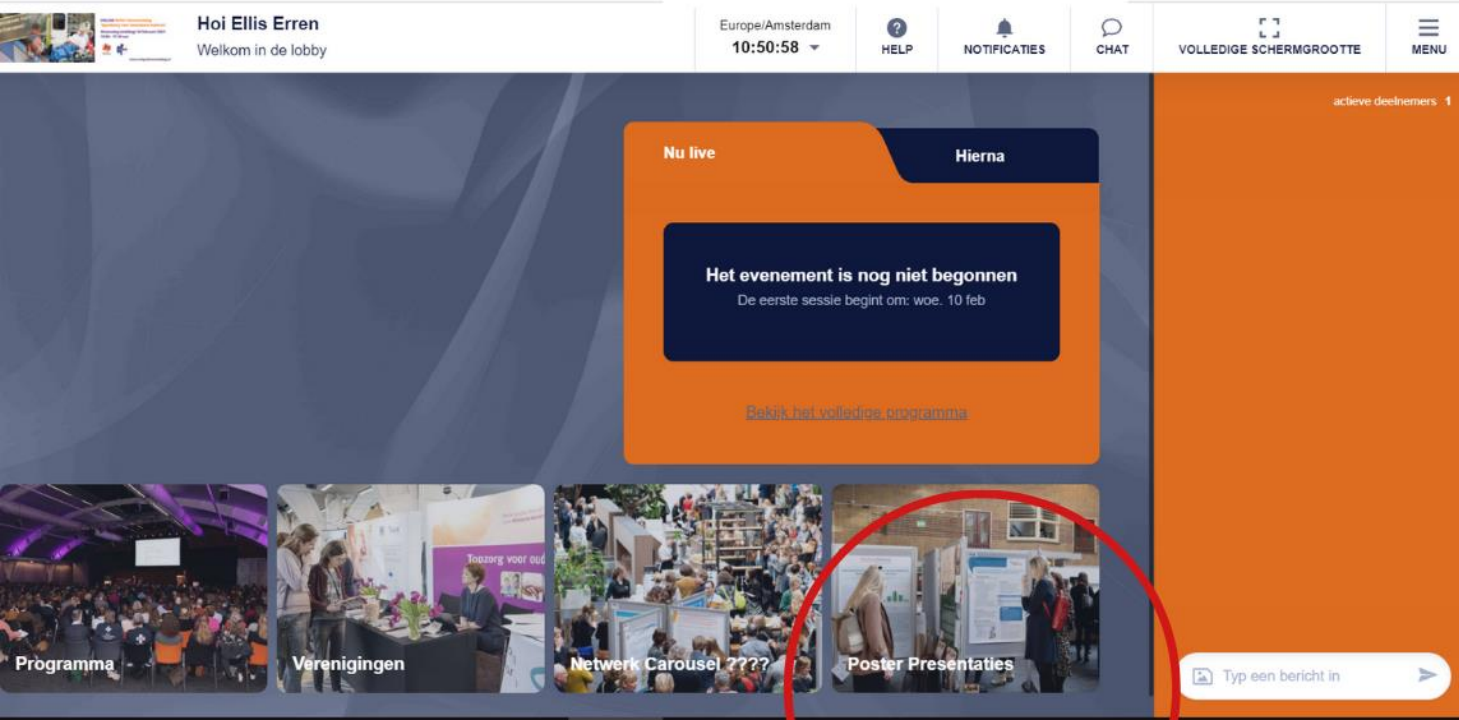 Hoi Ellis Erren
Welkom in de lobby
Europe/Amsterdam
10:50:58
HELP
NOTIFICATIES
CHAT
VOLLEDIGE SCHERMGROOTTE
MENU
actieve deelnemers 1
Nu live
Hierna
Het evenement is nog niet begonnen
De eerste sessie begint om: woe. 10 feb
Bekijk het volledige programma
Topzorg voor oud
Programma
Verenigingen
Netwerk Carousel ????
Poster Presentaties
Typ een bericht in